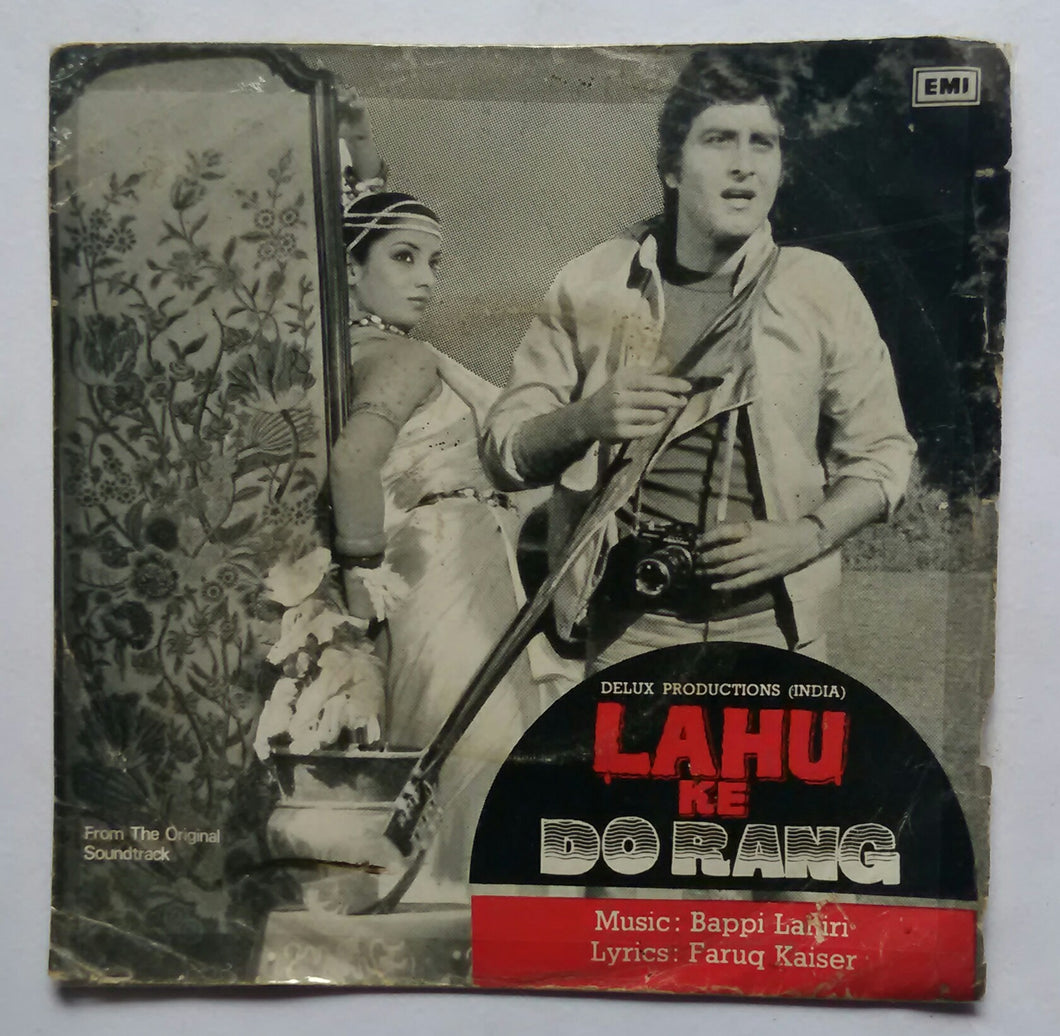 EMI
DELUX PRODUCTIONS (INDIA)
LAHU
KE
DO RANG
From The Original
Soundtrack
Music: Bappi Lahiri
Lyrics: Faruq Kaiser